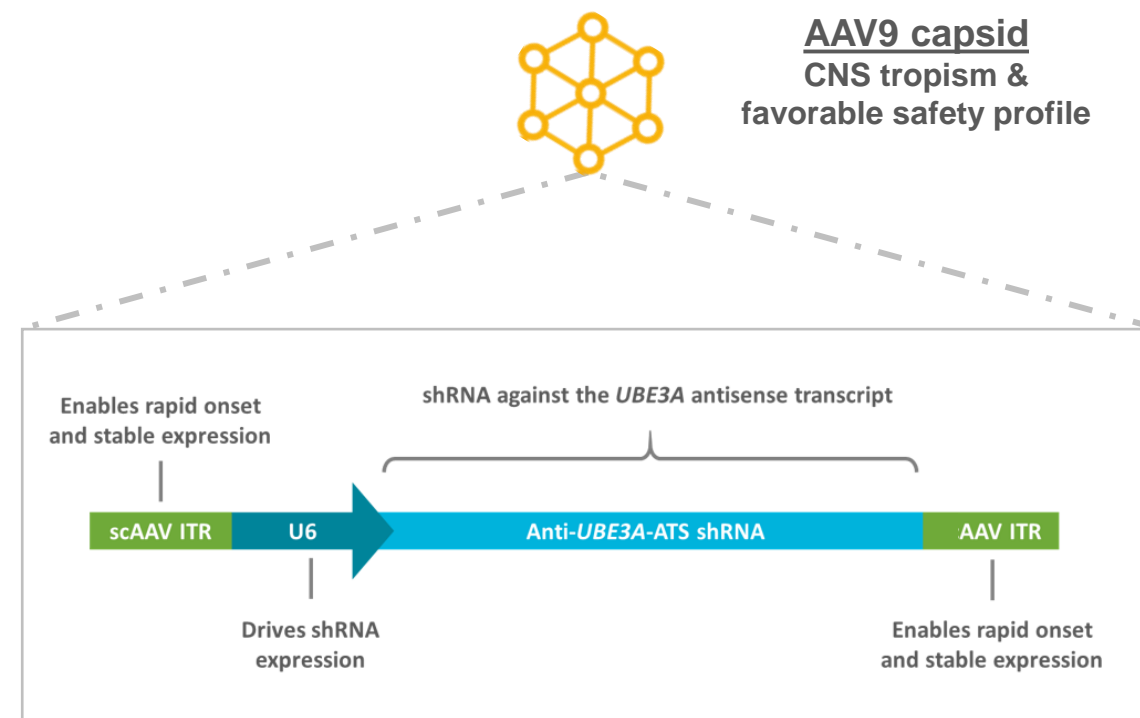 AAV9 capsid
CNS tropism &
favorable safety profile
Enables rapid onset
and stable expression
shRNA against the UBE3A antisense transcript
scAAV ITR
U6
Anti-UBE3A-ATS shRNA
AAV ITR
Drives shRNA
expression
Enables rapid onset
and stable expression